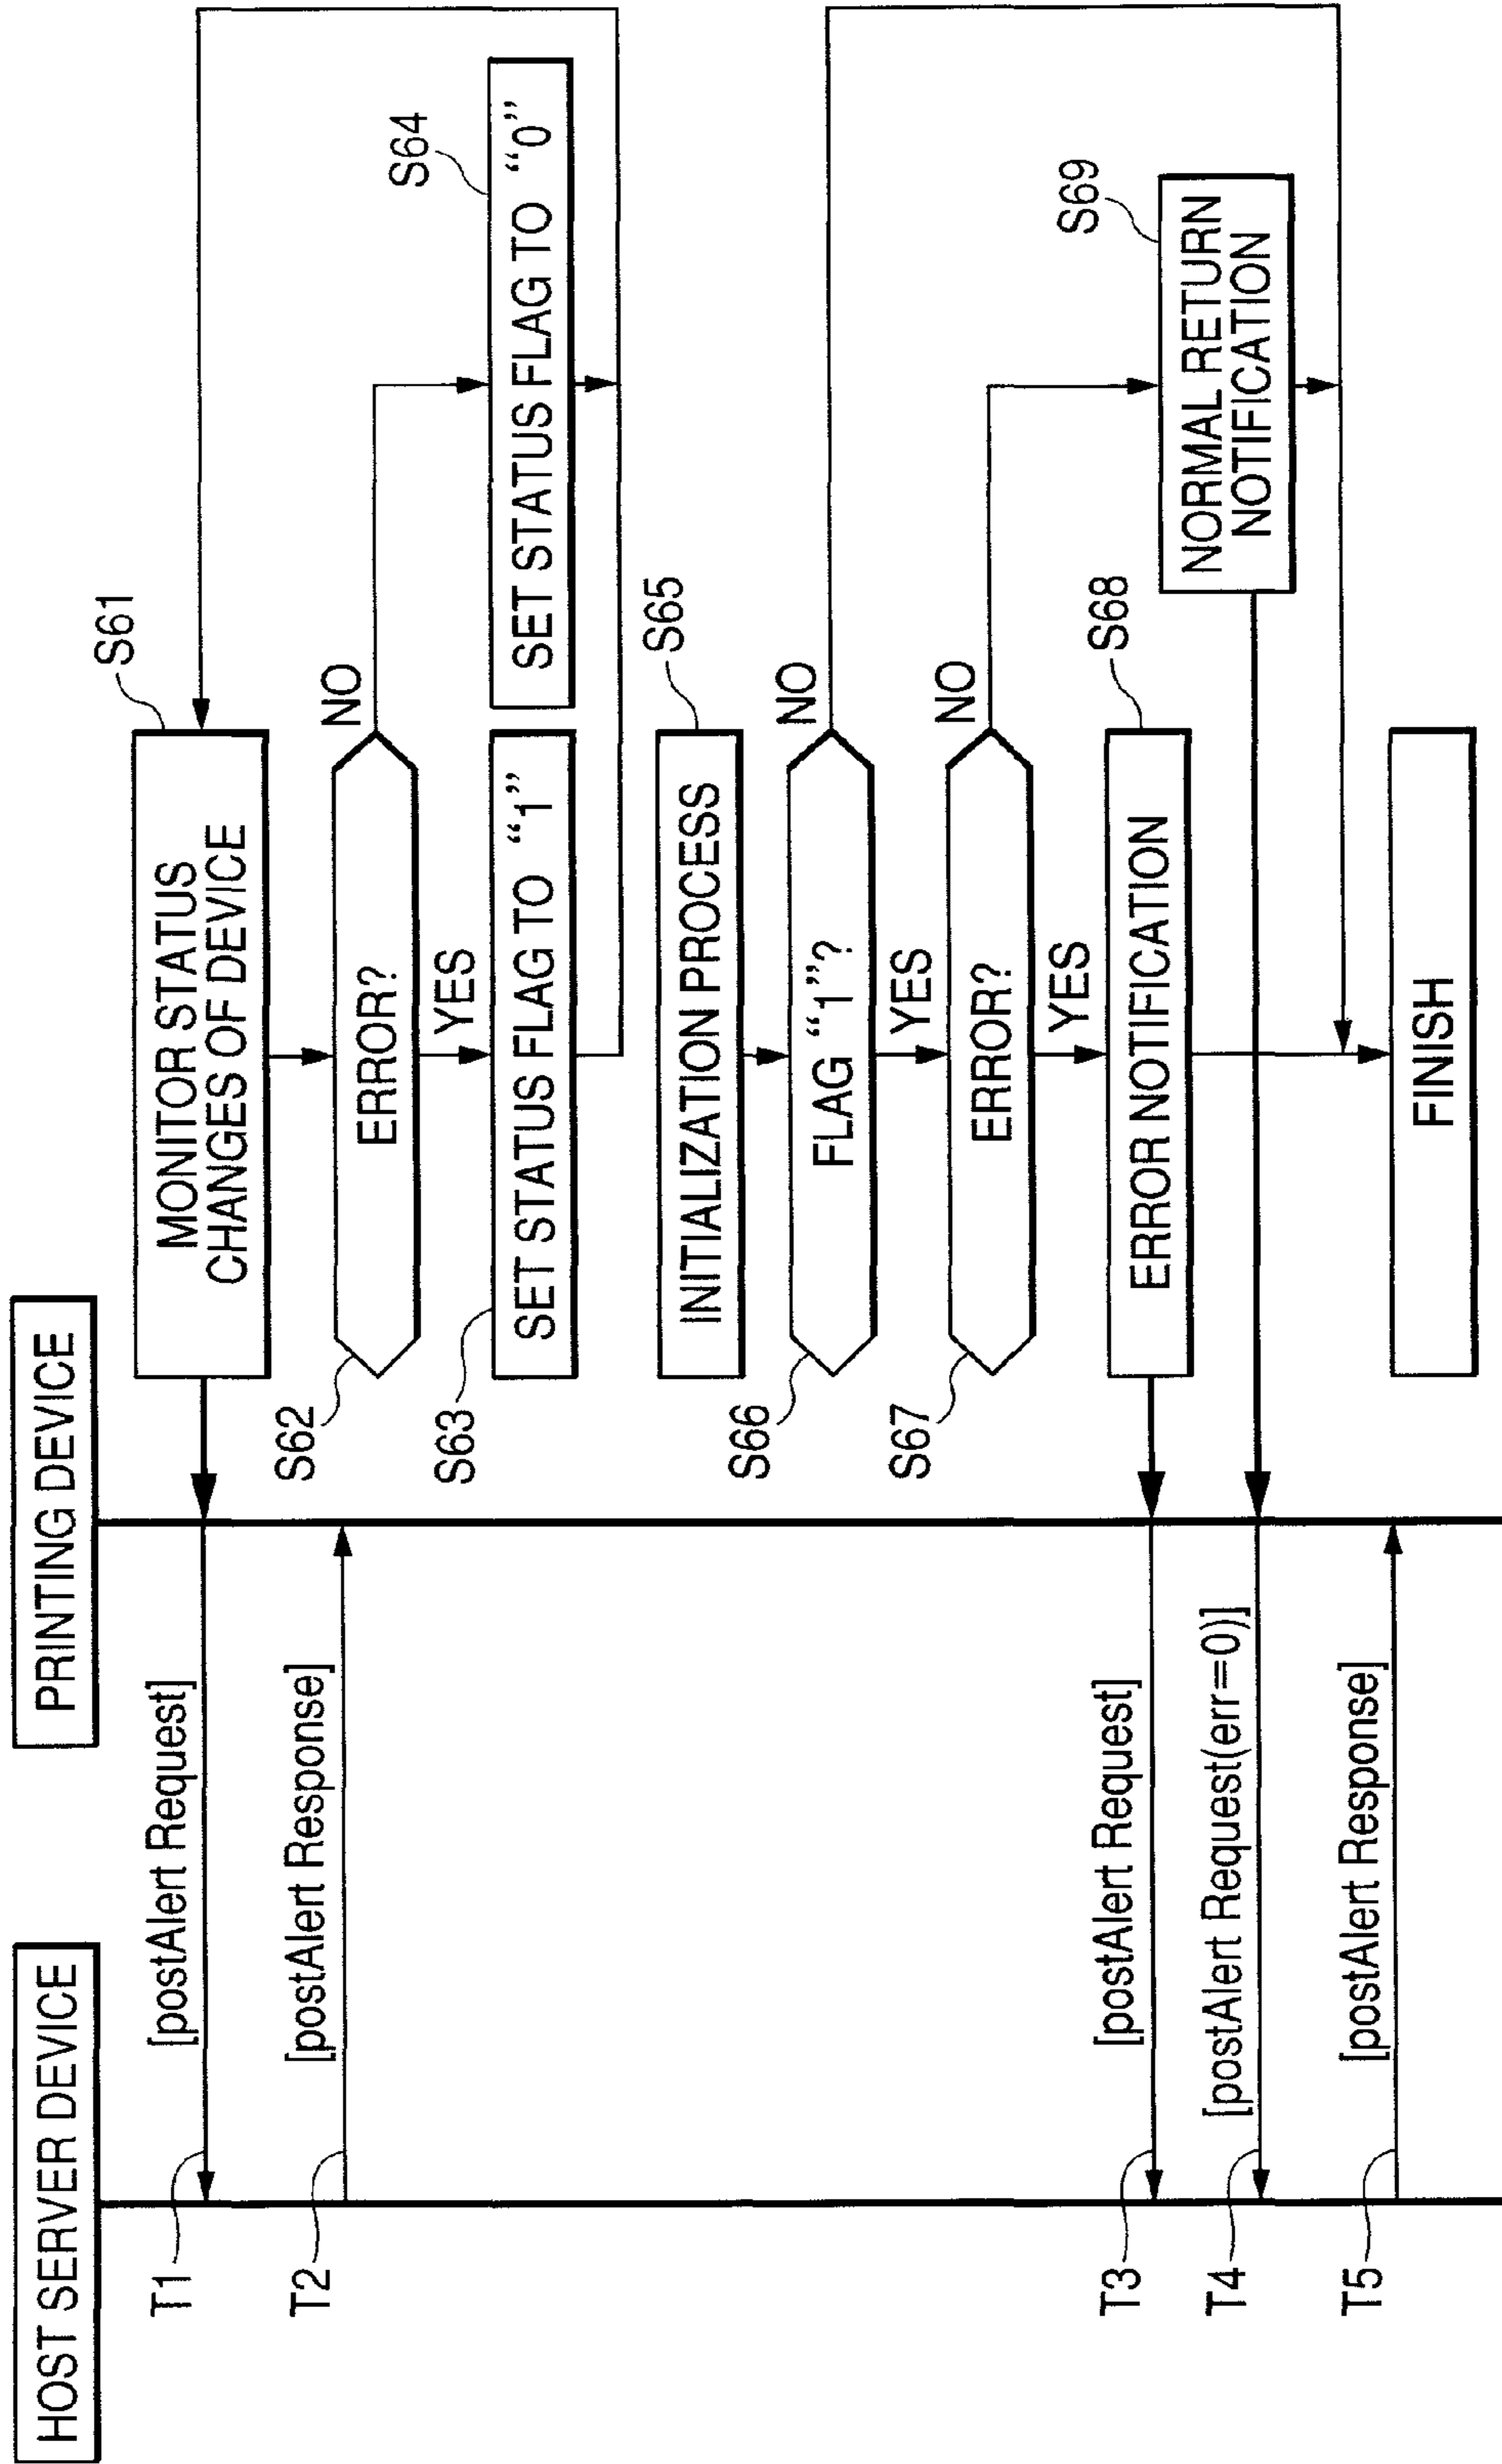 HOST SERVER DEVICE
PRINTING DEVICE
T1
[postAlert Request]
MONITOR STATUS
CHANGES OF DEVICE
S61
T2
[postAlert Response]
S62
ERROR?
NO
YES
S63
SET STATUS FLAG TO “1”
SET STATUS FLAG TO “0”
S64
INITIALIZATION PROCESS
S65
S66
FLAG “1”?
NO
YES
S67
ERROR?
NO
YES
T3
[postAlert Request]
ERROR NOTIFICATION
S68
NORMAL RETURN
NOTIFICATION
S69
T4
[postAlert Request(err=0)]
T5
[postAlert Response]
FINISH